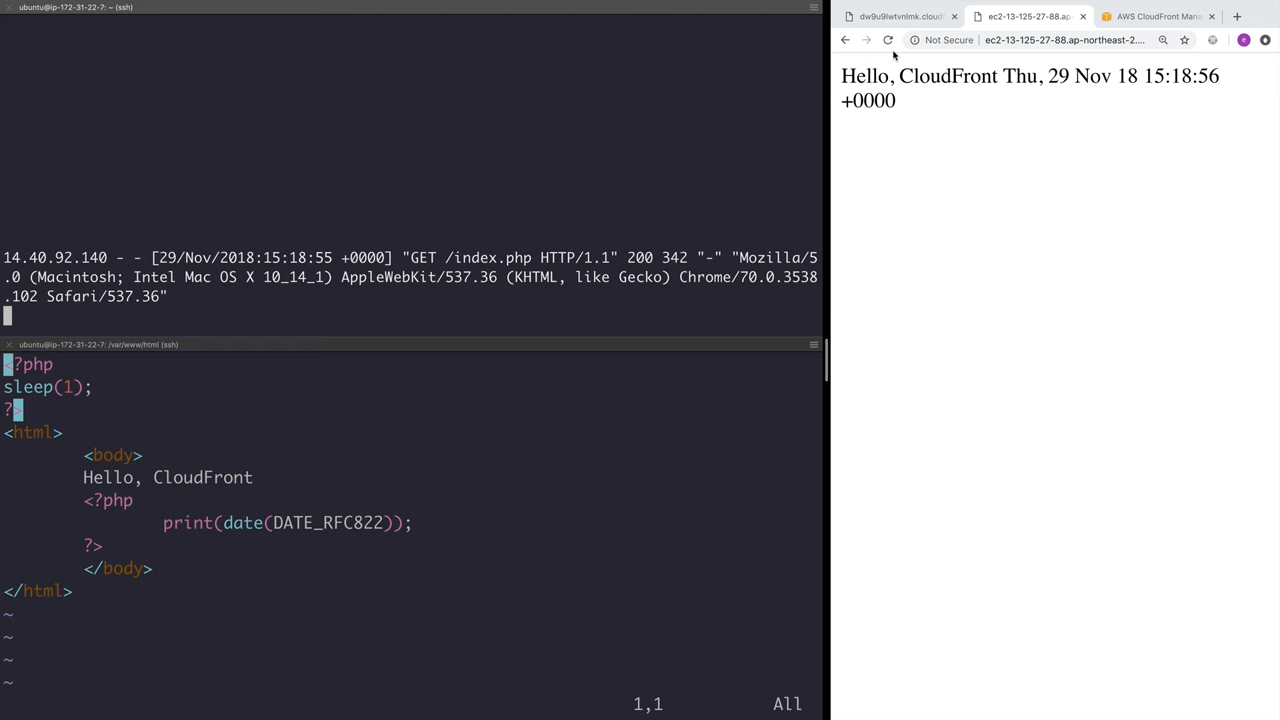 ubuntu@ip-172-31-22-7: ~ (ssh)
14.40.92.140 - - [29/Nov/2018:15:18:55 +0000] "GET /index.php HTTP/1.1" 200 342 "-" "Mozilla/5
.0 (Macintosh; Intel Mac OS X 10_14_1) AppleWebKit/537.36 (KHTML, like Gecko) Chrome/70.0.3538
.102 Safari/537.36"
ubuntu@ip-172-31-22-7: /var/www/html (ssh)
<?php
sleep(1);
?>
<html>
<body>
Hello, CloudFront
<?php
print(date(DATE_RFC822));
?>
</body>
</html>
~
~
~
~
1,1 All
dw9u9lwtvnlmk.cloudf
ec2-13-125-27-88.ap-
AWS CloudFront Mana
Not Secure
ec2-13-125-27-88.ap-northeast-2....
e
Hello, CloudFront Thu, 29 Nov 18 15:18:56
+0000